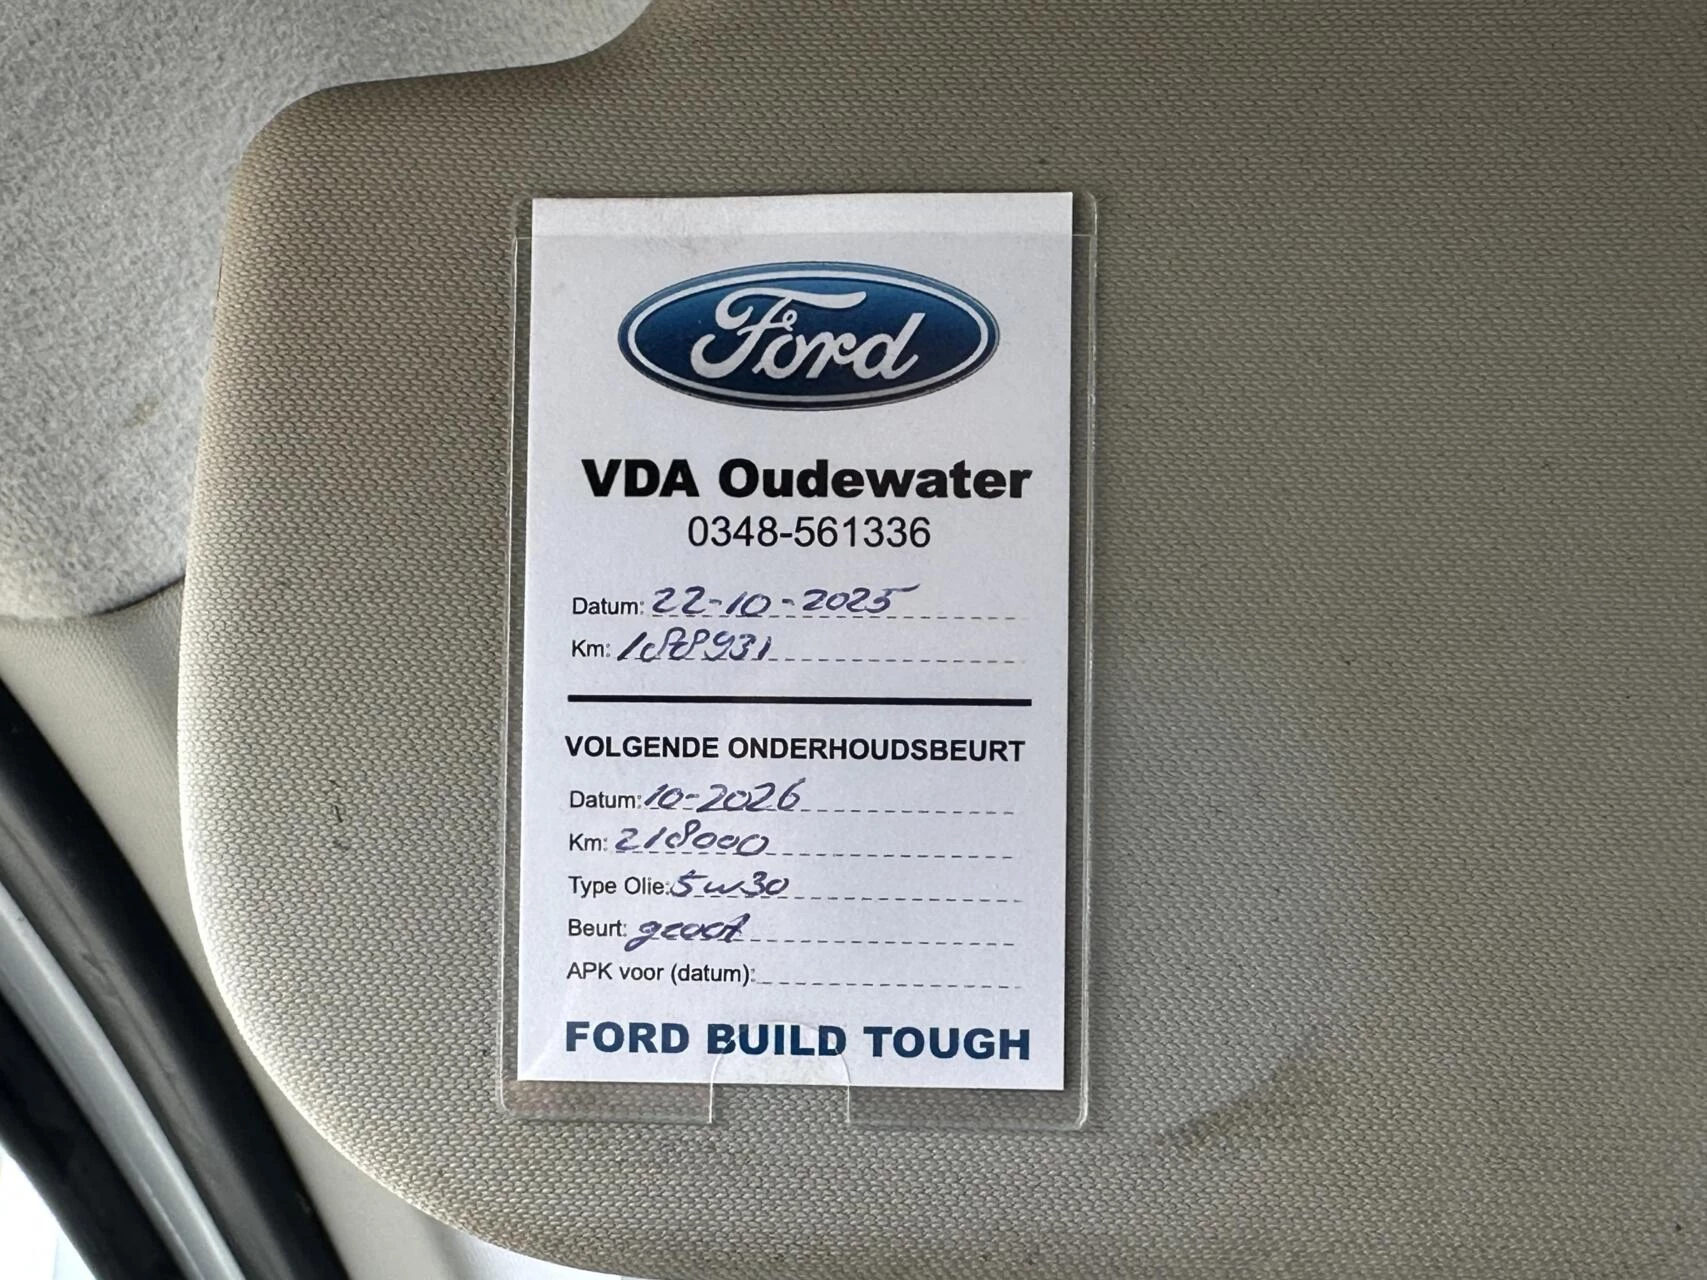 Ford
VDA Oudewater
0348-561336
Datum: 22-10-2025
Km: 188931
VOLGENDE ONDERHOUDSBEURT
Datum: 10-2026
Km: 218000
Type Olie: 5w30
Beurt: groot
APK voor (datum):
FORD BUILD TOUGH